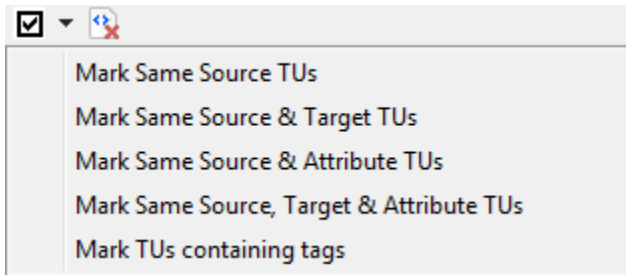 Mark Same Source TUs
Mark Same Source & Target TUs
Mark Same Source & Attribute TUs
Mark Same Source, Target & Attribute TUs
Mark TUs containing tags